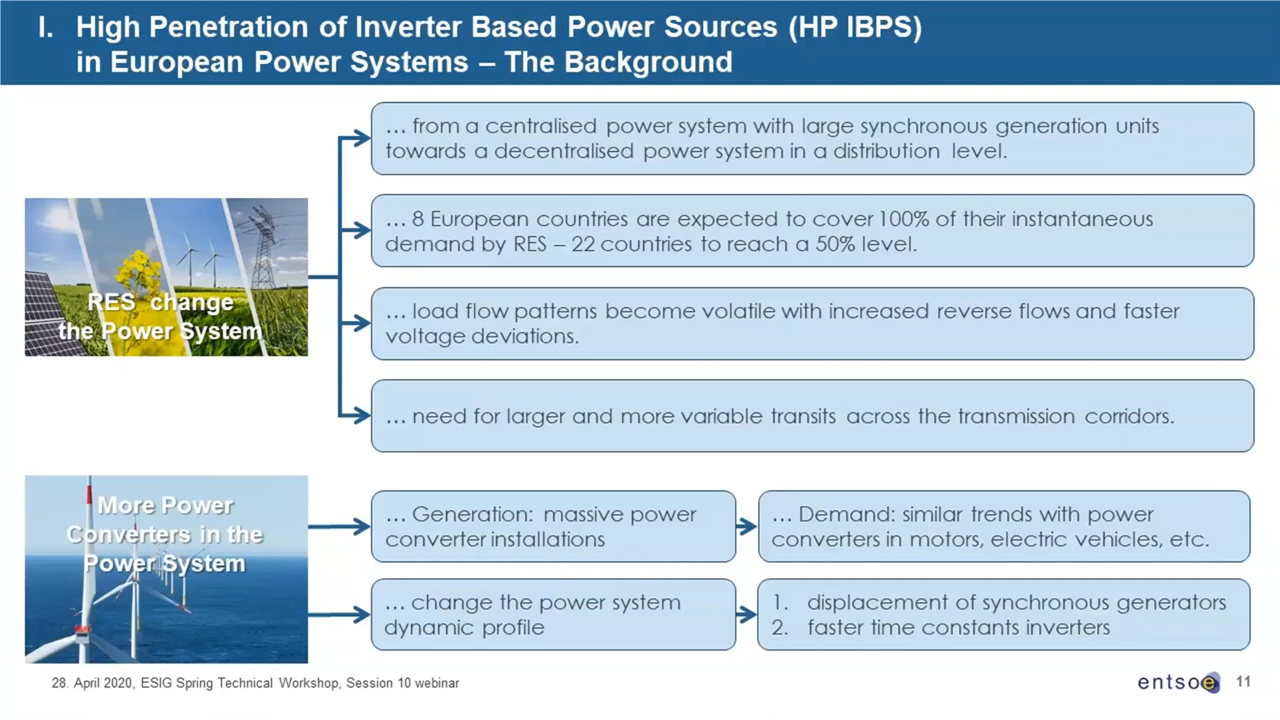 I. High Penetration of Inverter Based Power Sources (HP IBPS)
in European Power Systems – The Background
RES change
the Power System
… from a centralised power system with large synchronous generation units
towards a decentralised power system in a distribution level.
… 8 European countries are expected to cover 100% of their instantaneous
demand by RES – 22 countries to reach a 50% level.
… load flow patterns become volatile with increased reverse flows and faster
voltage deviations.
… need for larger and more variable transits across the transmission corridors.
More Power
Converters in the
Power System
… Generation: massive power
converter installations
… Demand: similar trends with power
converters in motors, electric vehicles, etc.
… change the power system
dynamic profile
1. displacement of synchronous generators
2. faster time constants inverters
28. April 2020, ESIG Spring Technical Workshop, Session 10 webinar
entsoe
11